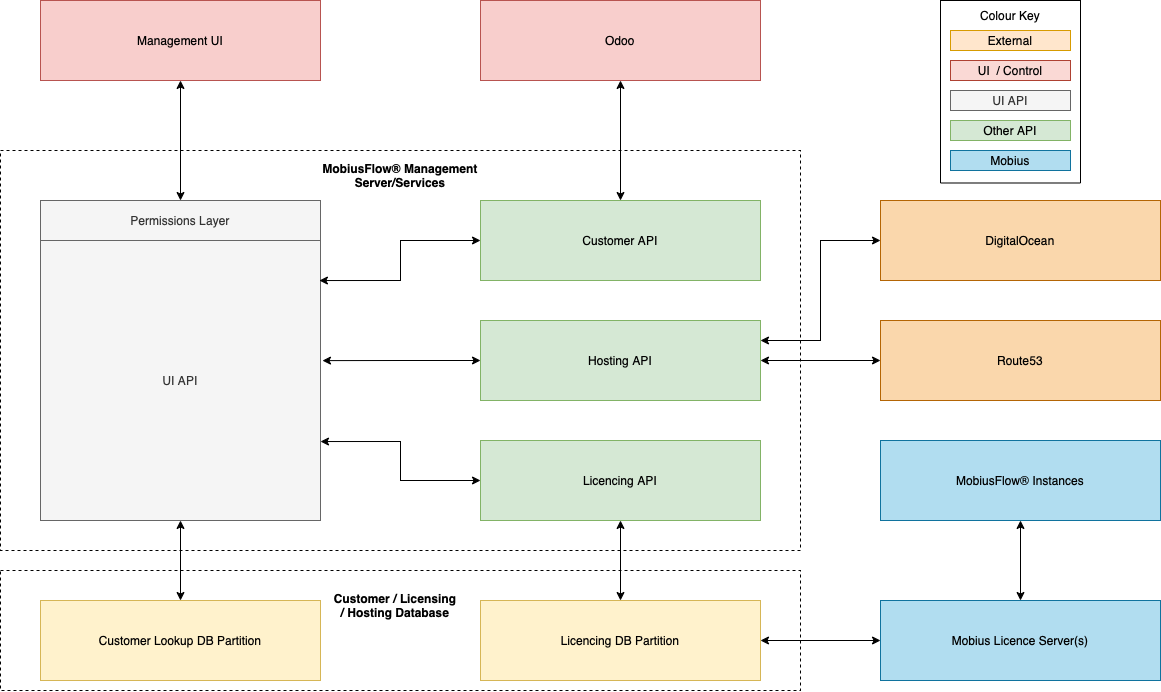 Management UI
Odoo
Colour Key
External
UI / Control
UI API
Other API
Mobius
MobiusFlow® Management
Server/Services
Permissions Layer
UI API
Customer API
DigitalOcean
Hosting API
Route53
Licencing API
MobiusFlow® Instances
Customer / Licensing
/ Hosting Database
Customer Lookup DB Partition
Licencing DB Partition
Mobius Licence Server(s)